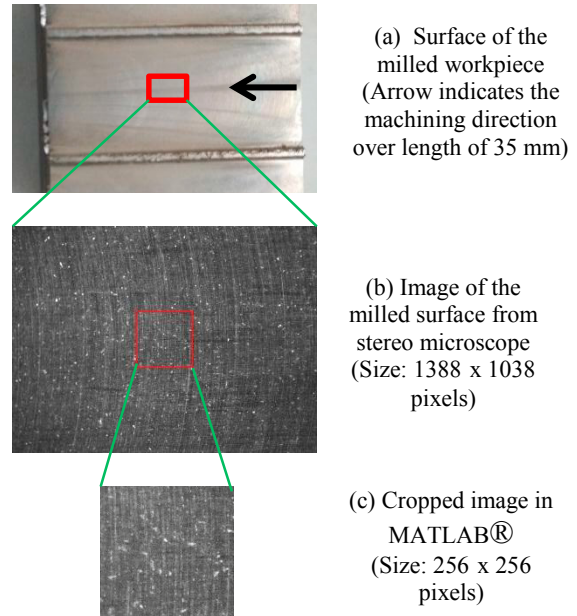 (a) Surface of the
milled workpiece
(Arrow indicates the
machining direction
over length of 35 mm)
(b) Image of the
milled surface from
stereo microscope
(Size: 1388 x 1038
pixels)
(c) Cropped image in
MATLAB®
(Size: 256 x 256
pixels)